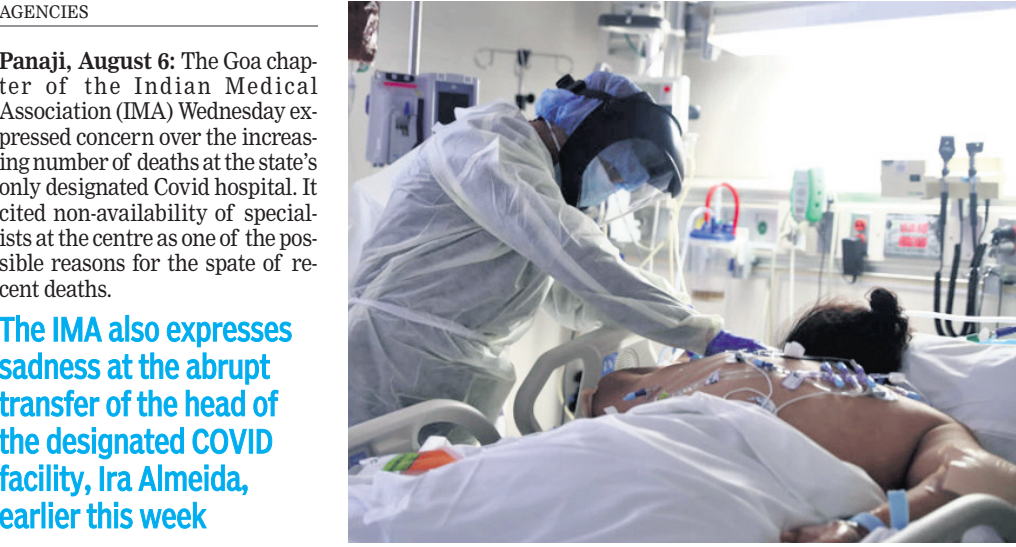 AGENCIES
Panaji, August 6: The Goa chap-
ter of the Indian Medical
Association (IMA) Wednesday ex-
pressed concern over the increas-
ing number of deaths at the state's
only designated Covid hospital. It
cited non-availability of special-
ists at the centre as one of the pos-
sible reasons for the spate of re-
cent deaths.
The IMA also expresses
sadness at the abrupt
transfer of the head of
the designated COVID
facility, Ira Almeida,
earlier this week